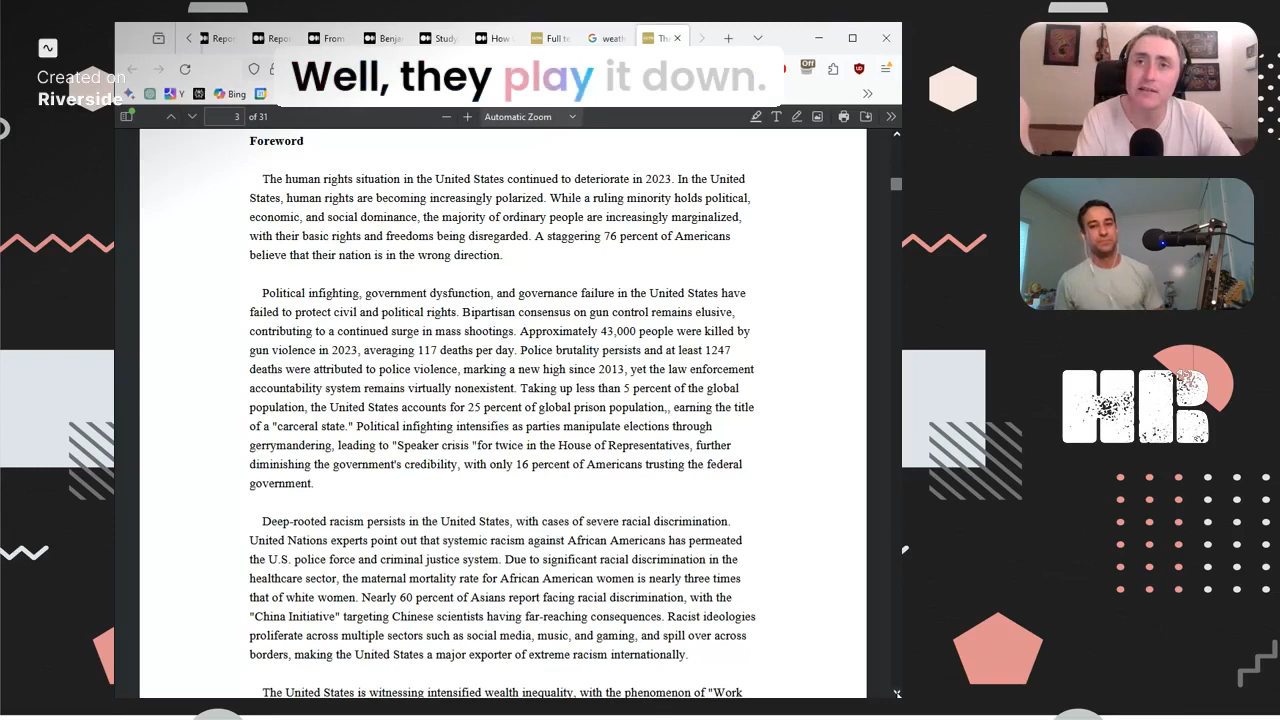 Created on
Riverside
Repor
Repor
From
Benja
Study
How U
Full te
weath
The
Off
Y
Bing
Well, they play it down.
3 of 31
Automatic Zoom
Foreword
The human rights situation in the United States continued to deteriorate in 2023. In the United
States, human rights are becoming increasingly polarized. While a ruling minority holds political,
economic, and social dominance, the majority of ordinary people are increasingly marginalized,
with their basic rights and freedoms being disregarded. A staggering 76 percent of Americans
believe that their nation is in the wrong direction.
Political infighting, government dysfunction, and governance failure in the United States have
failed to protect civil and political rights. Bipartisan consensus on gun control remains elusive,
contributing to a continued surge in mass shootings. Approximately 43,000 people were killed by
gun violence in 2023, averaging 117 deaths per day. Police brutality persists and at least 1247
deaths were attributed to police violence, marking a new high since 2013, yet the law enforcement
accountability system remains virtually nonexistent. Taking up less than 5 percent of the global
population, the United States accounts for 25 percent of global prison population,, earning the title
of a "carceral state." Political infighting intensifies as parties manipulate elections through
gerrymandering, leading to "Speaker crisis "for twice in the House of Representatives, further
diminishing the government's credibility, with only 16 percent of Americans trusting the federal
government.
Deep-rooted racism persists in the United States, with cases of severe racial discrimination.
United Nations experts point out that systemic racism against African Americans has permeated
the U.S. police force and criminal justice system. Due to significant racial discrimination in the
healthcare sector, the maternal mortality rate for African American women is nearly three times
that of white women. Nearly 60 percent of Asians report facing racial discrimination, with the
"China Initiative" targeting Chinese scientists having far-reaching consequences. Racist ideologies
proliferate across multiple sectors such as social media, music, and gaming, and spill over across
borders, making the United States a major exporter of extreme racism internationally.
The United States is witnessing intensified wealth inequality, with the phenomenon of "Work
HR